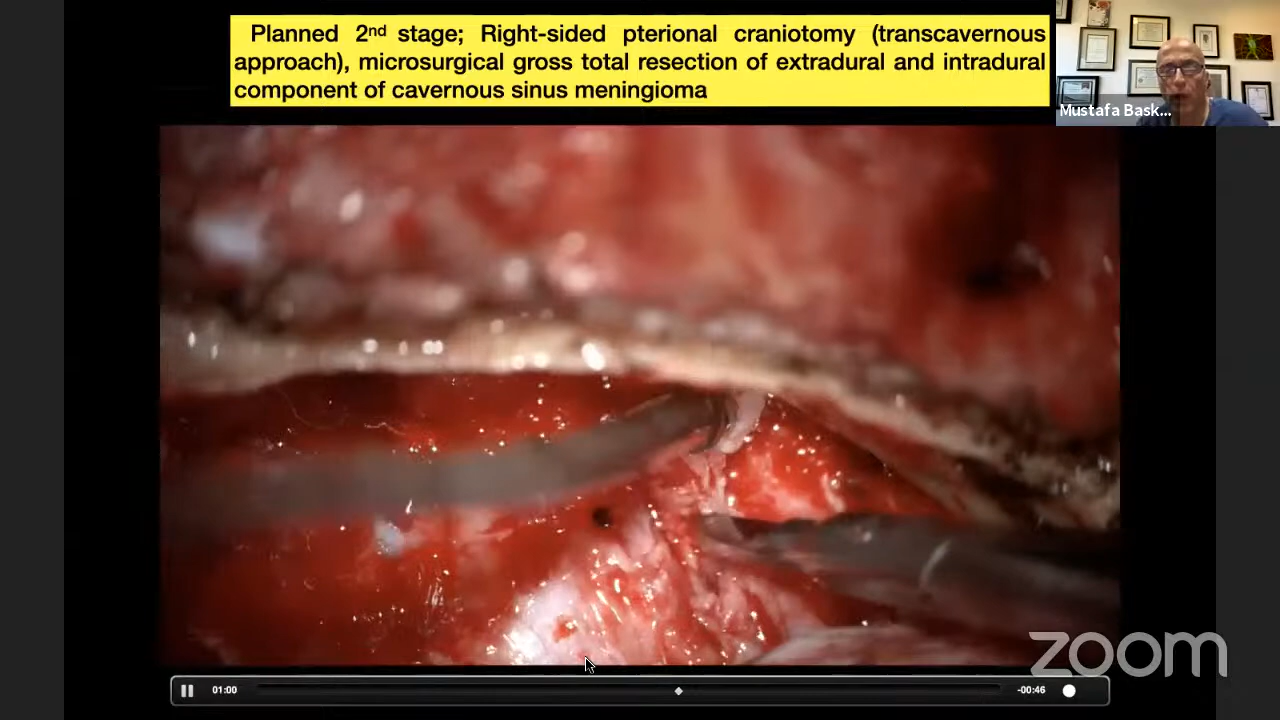 Planned 2nd stage; Right-sided pterional craniotomy (transcavernous
approach), microsurgical gross total resection of extradural and intradural
component of cavernous sinus meningioma
Mustafa Bask...
zoom
01:00
-00:46